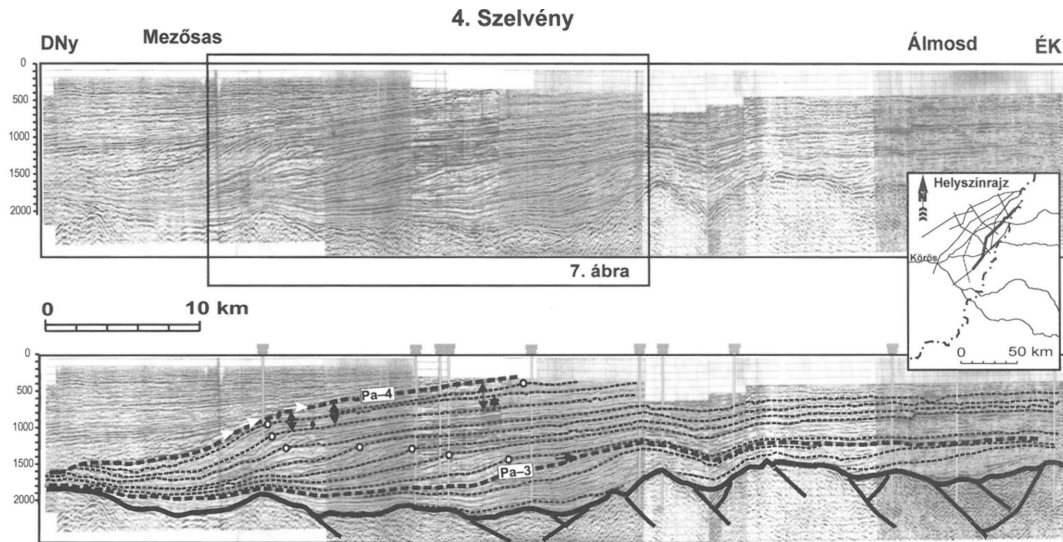 4. Szelvény
DNy
Mezősas
Álmosd
ÉK
0
500
1000
1500
2000
7. ábra
Helyszínrajz
Körös
0 50 km
0 10 km
0
500
1000
1500
2000
Pa–4
Pa–3